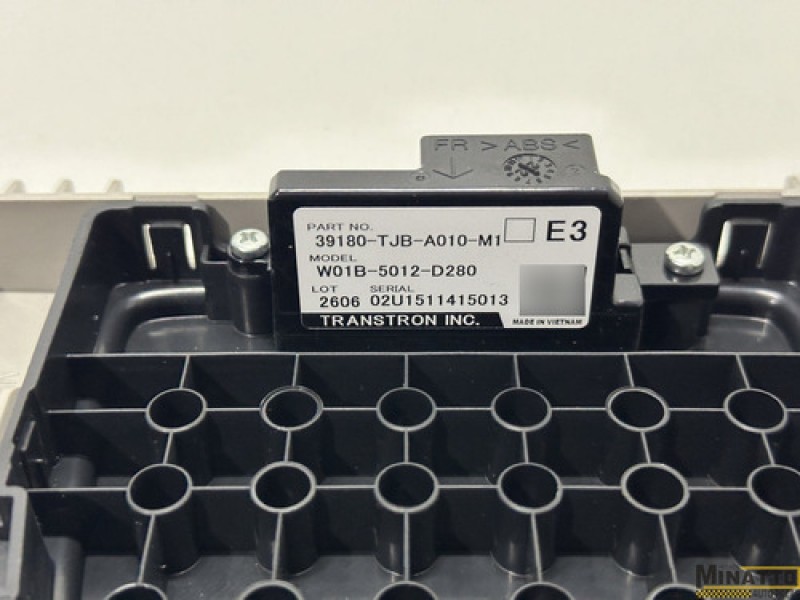 FR >ABS<
PART NO.
39180-TJB-A010-M1 E3
MODEL
W01B-5012-D280
LOT SERIAL
2606 02U1511415013
TRANSTRON INC. MADE IN VIETNAM
MINATTO